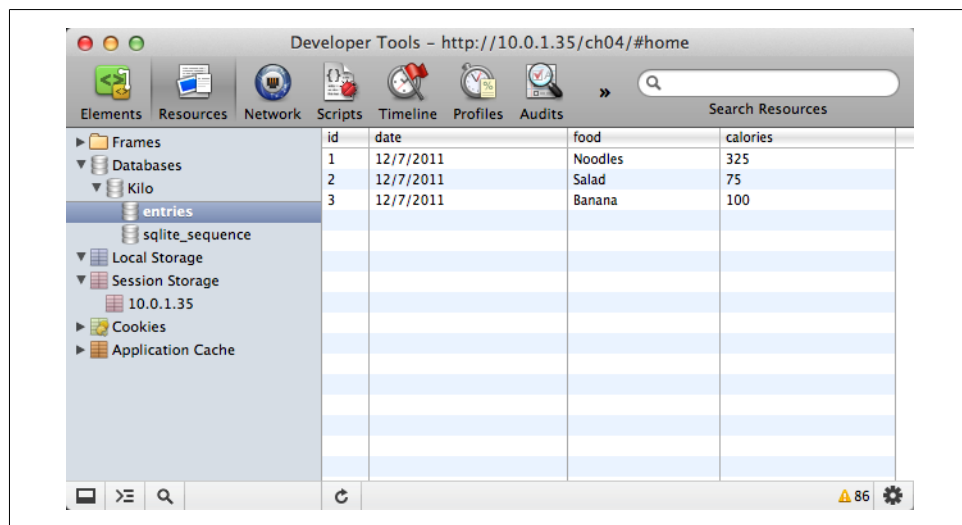 Developer Tools – http://10.0.1.35/ch04/#home
Elements Resources Network Scripts Timeline Profiles Audits » Search Resources
Frames
Databases
Kilo
entries
sqlite_sequence
Local Storage
Session Storage
10.0.1.35
Cookies
Application Cache
id date food calories
1 12/7/2011 Noodles 325
2 12/7/2011 Salad 75
3 12/7/2011 Banana 100
86